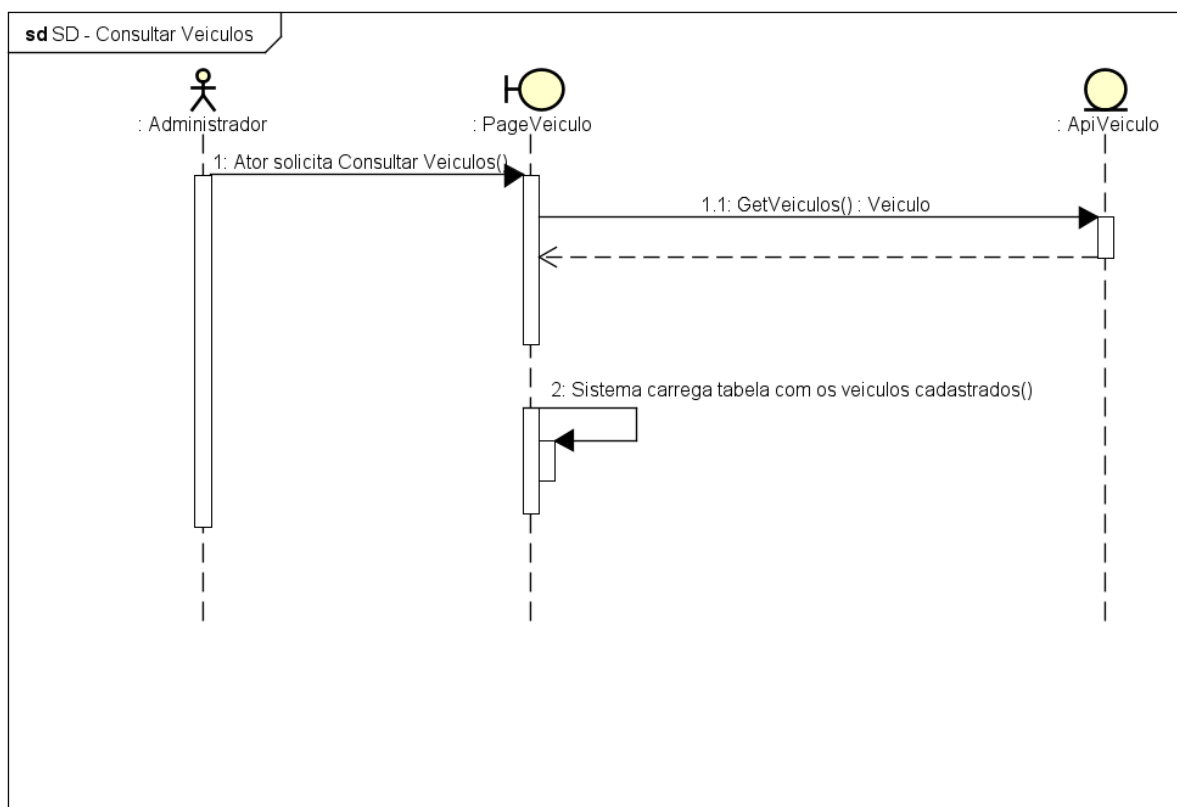 sd SD - Consultar Veiculos
: Administrador
: PageVeiculo
: ApiVeiculo
1: Ator solicita Consultar Veiculos()
1.1: GetVeiculos() : Veiculo
2: Sistema carrega tabela com os veiculos cadastrados()